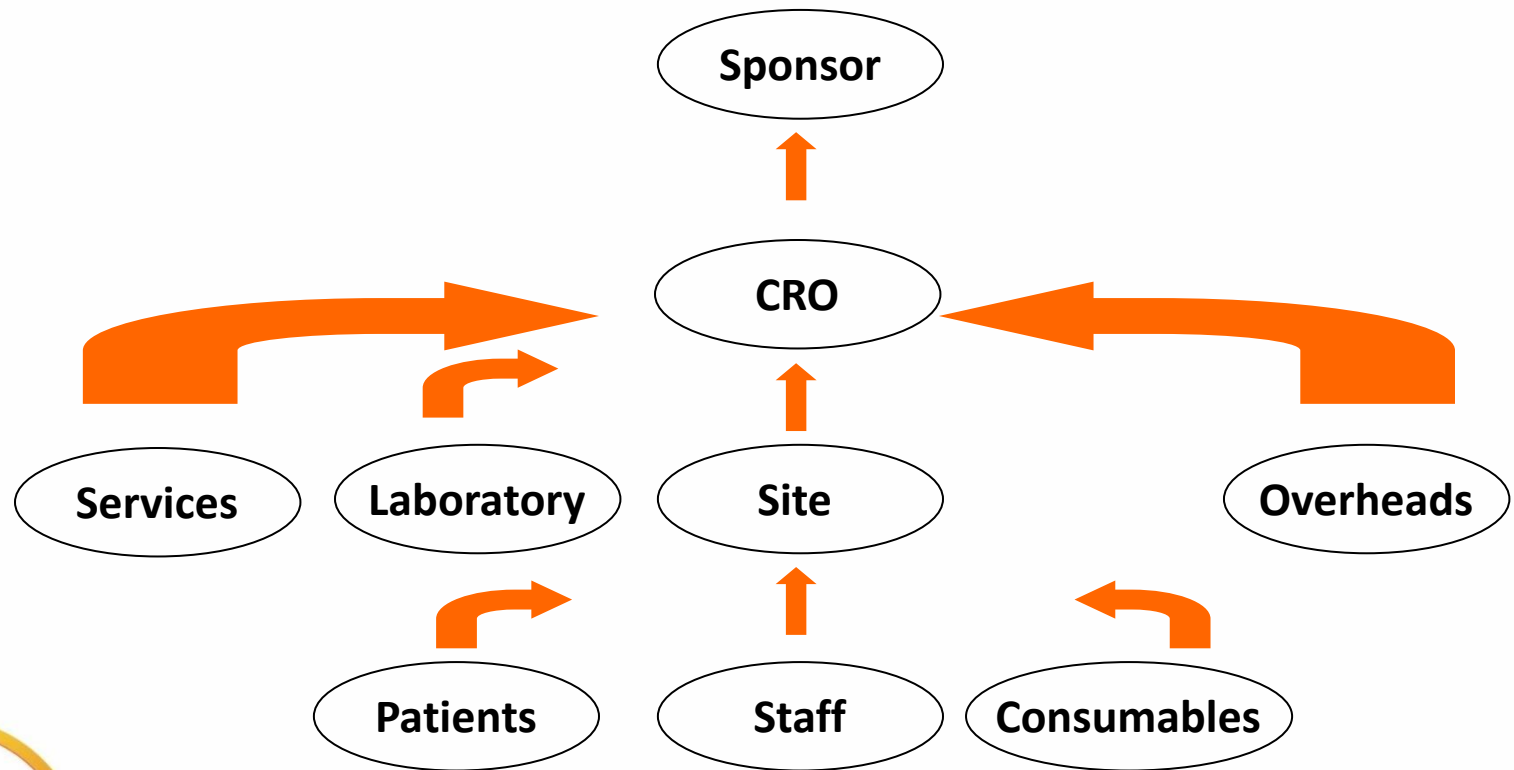 Sponsor
CRO
Services
Laboratory
Site
Overheads
Patients
Staff
Consumables